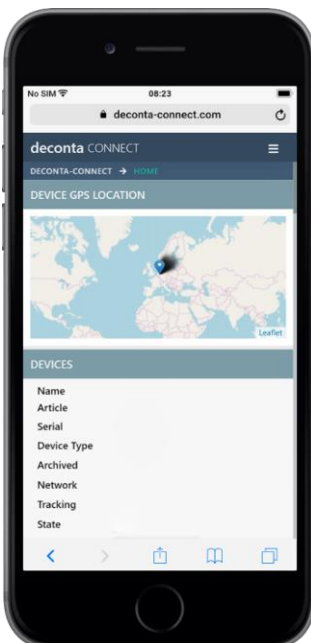 No SIM 08:23
deconta-connect.com
deconta CONNECT
DECONTA-CONNECT → HOME
DEVICE GPS LOCATION
Leaflet
DEVICES
Name
Article
Serial
Device Type
Archived
Network
Tracking
State